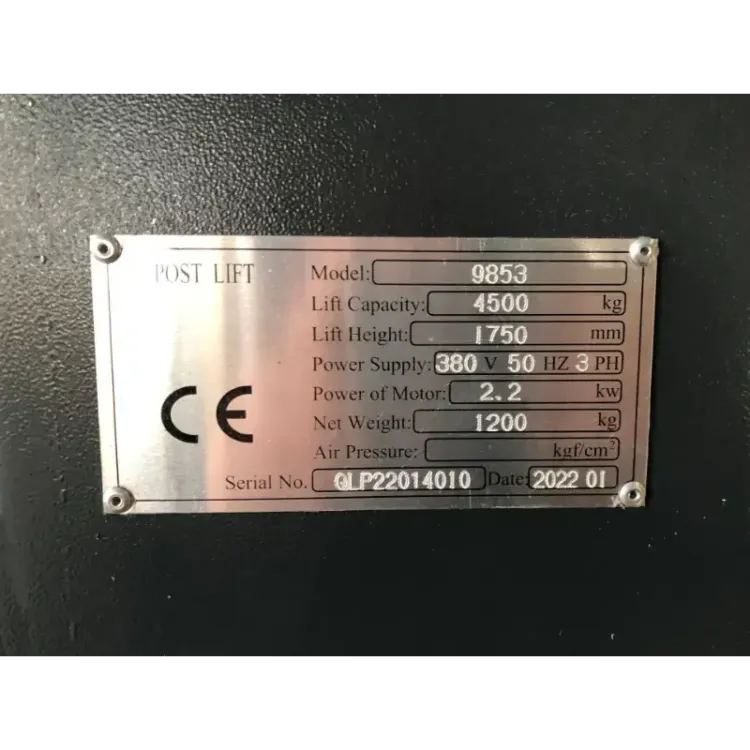 POST LIFT
CE
Model: 9853
Lift Capacity: 4500 kg
Lift Height: 1750 mm
Power Supply: 380 V 50 HZ 3 PH
Power of Motor: 2.2 kw
Net Weight: 1200 kg
Air Pressure: kgf/cm²
Serial No. QLP22014010 Date: 2022 01